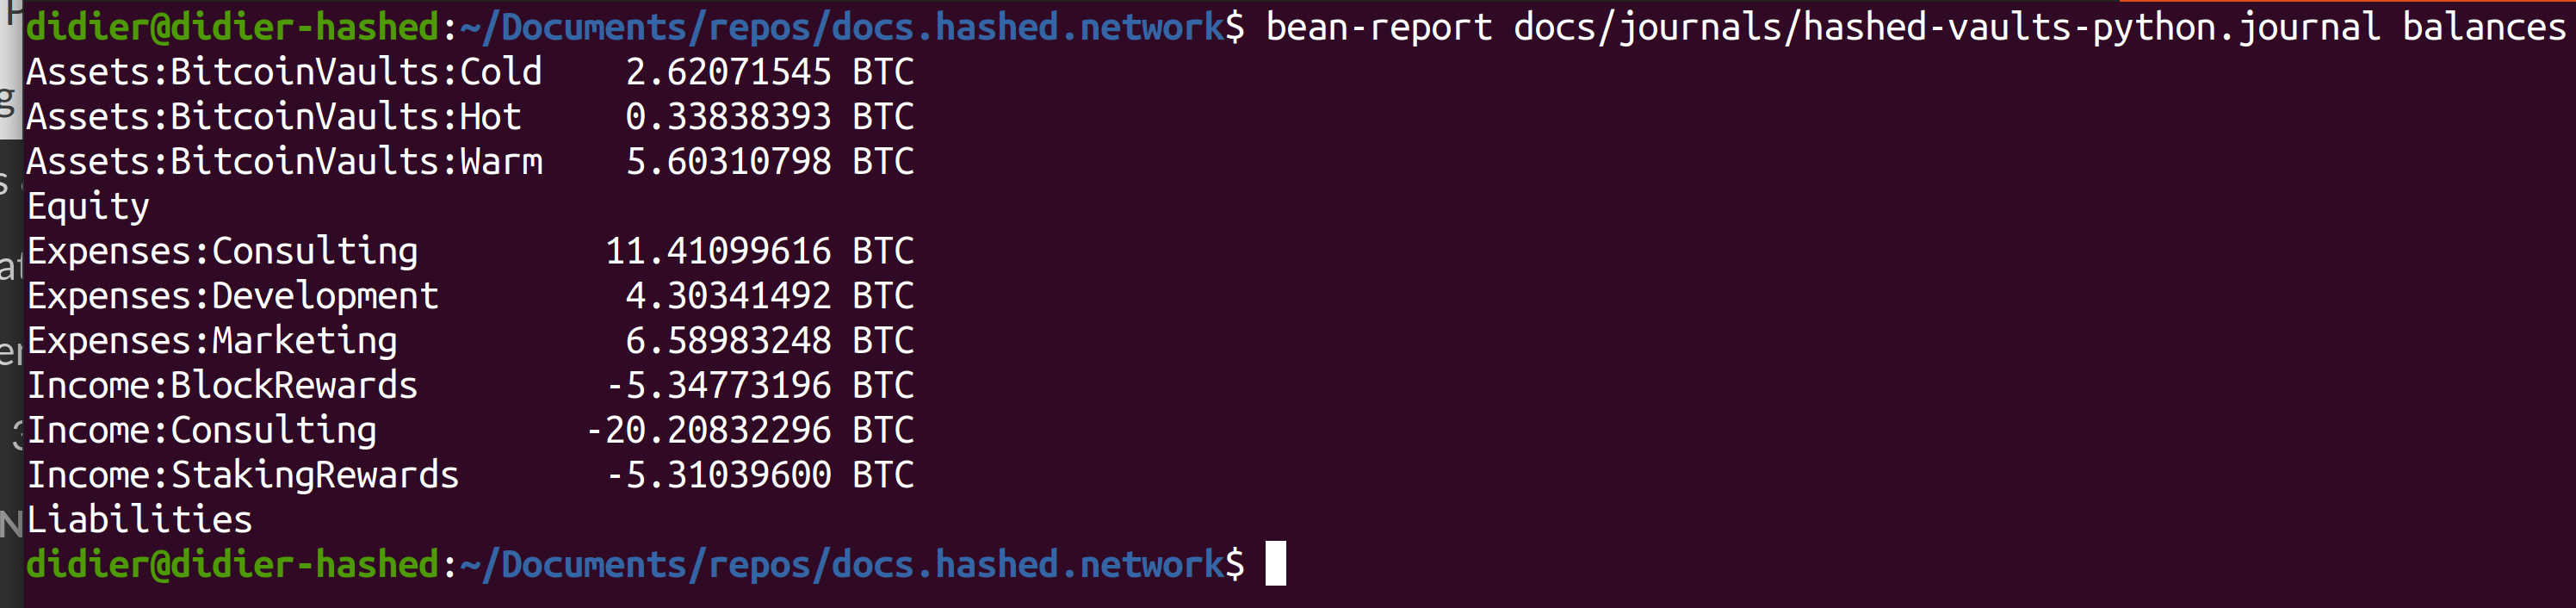 didier@didier-hashed:~/Documents/repos/docs.hashed.network$ bean-report docs/journals/hashed-vaults-python.journal balances
Assets:BitcoinVaults:Cold    2.62071545 BTC
Assets:BitcoinVaults:Hot     0.33838393 BTC
Assets:BitcoinVaults:Warm    5.60310798 BTC
Equity
Expenses:Consulting         11.41099616 BTC
Expenses:Development         4.30341492 BTC
Expenses:Marketing           6.58983248 BTC
Income:BlockRewards         -5.34773196 BTC
Income:Consulting          -20.20832296 BTC
Income:StakingRewards       -5.31039600 BTC
Liabilities
didier@didier-hashed:~/Documents/repos/docs.hashed.network$